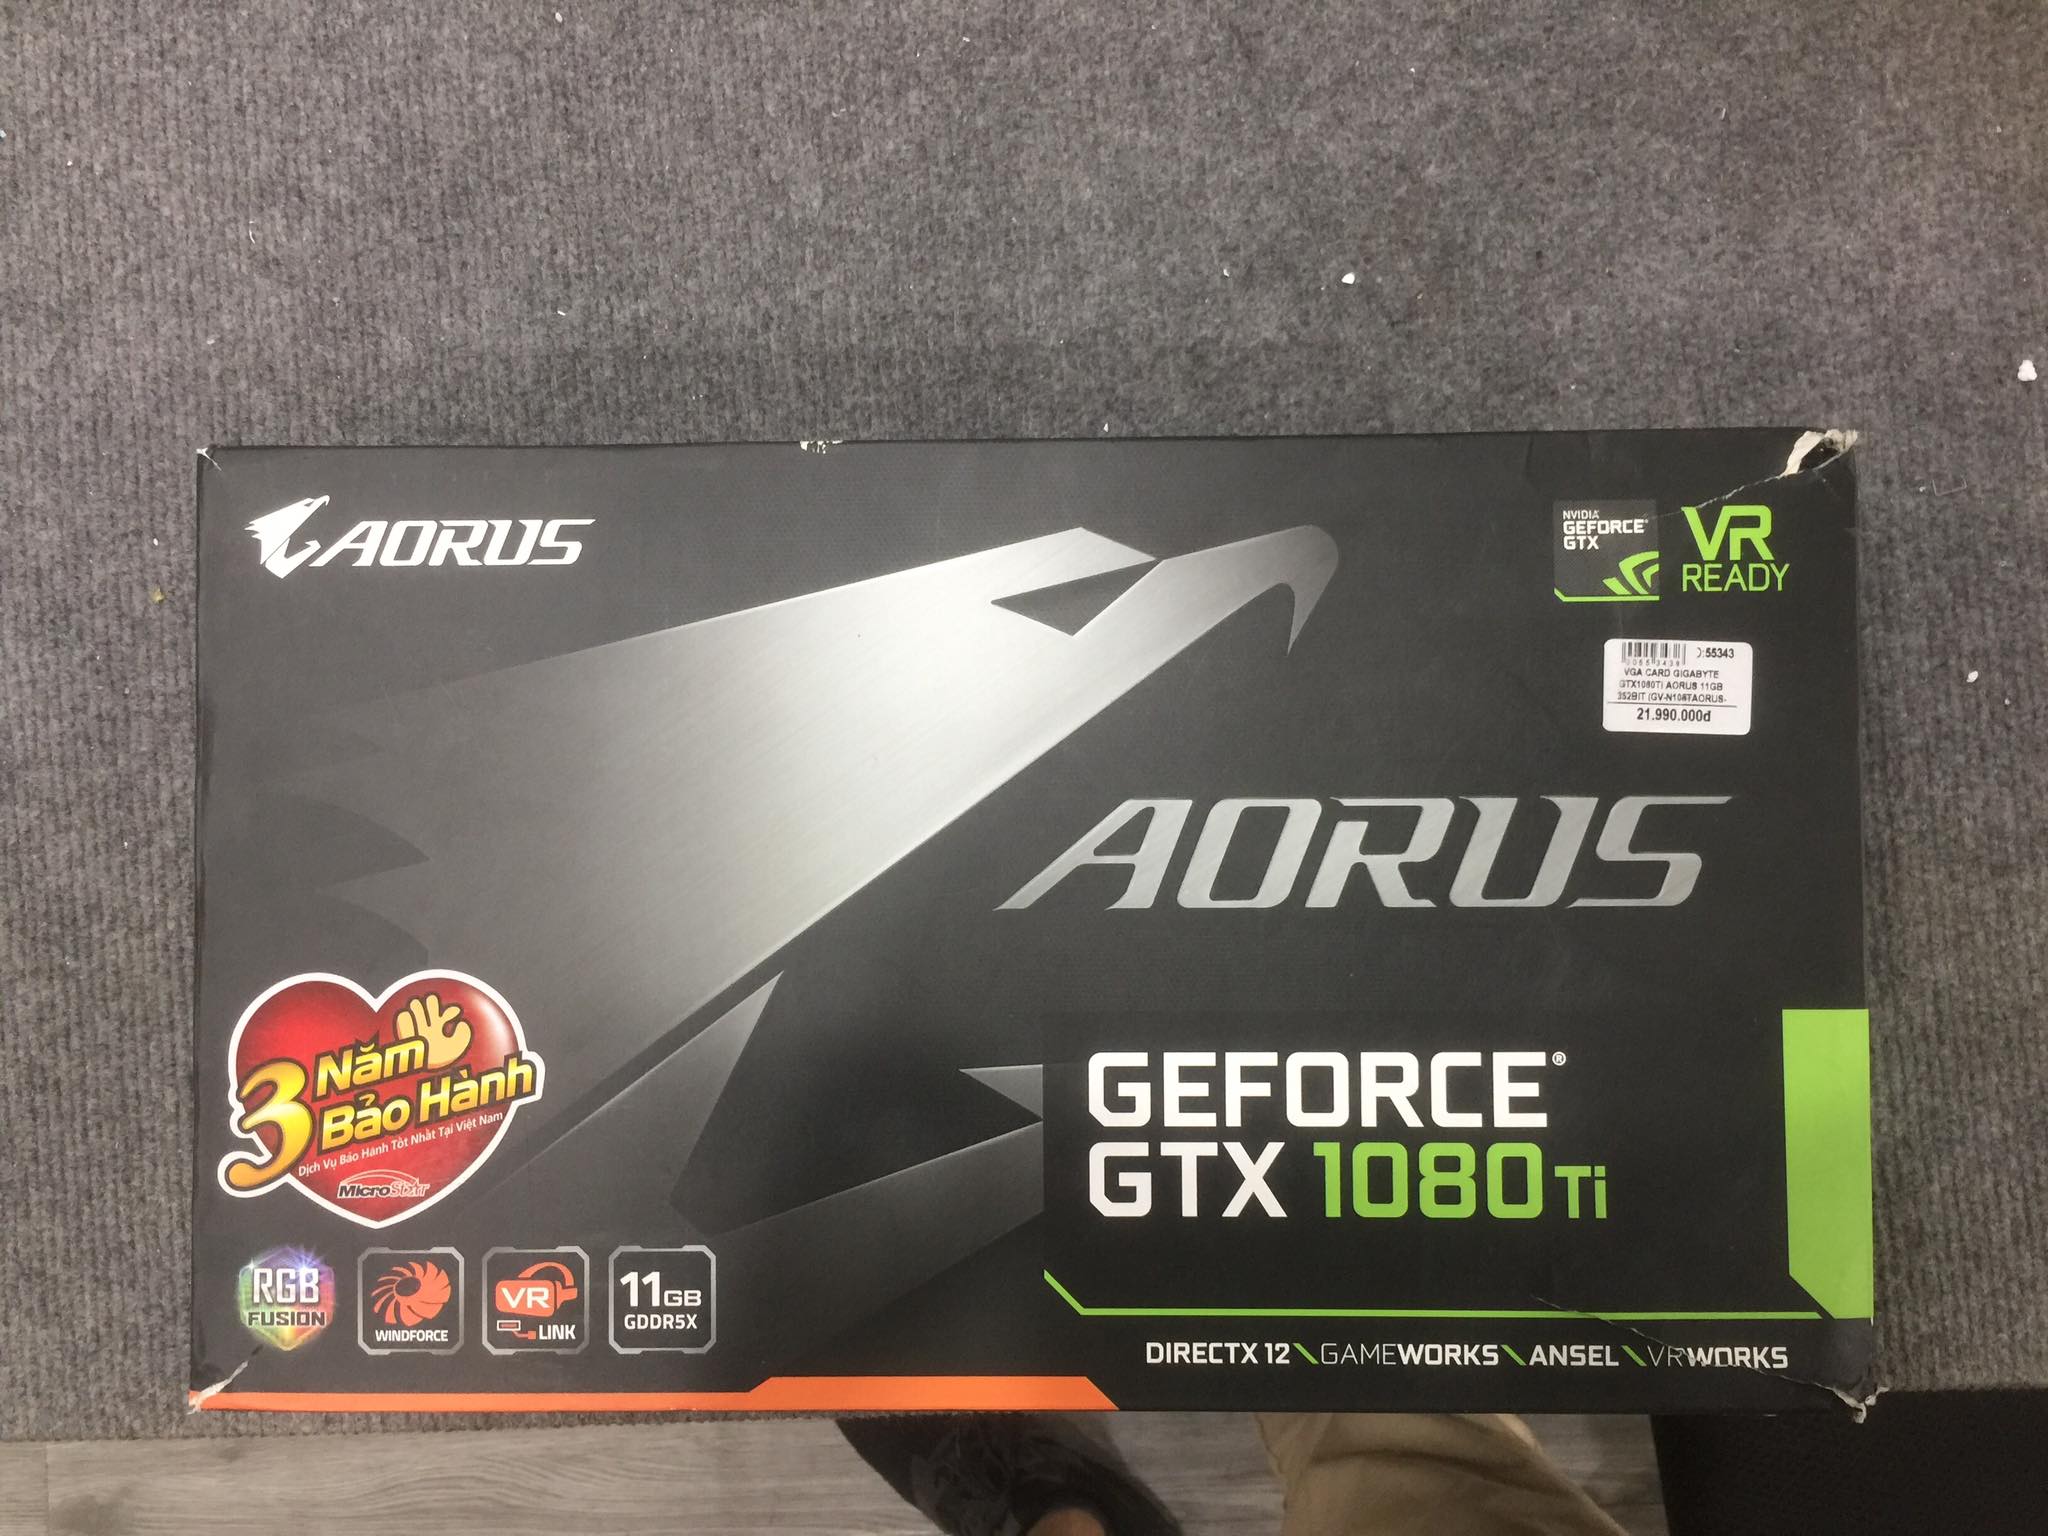 AORUS
NVIDIA
GEFORCE®
GTX
VR
READY
:55343
VGA CARD GIGABYTE
GTX1080Ti AORUS 11GB
352BIT (GV-N108TAORUS-
21.990.000đ
AORUS
3 Năm
Bảo Hành
Dịch Vụ Bảo Hành Tốt Nhất Tại Việt Nam
MicroStar
GEFORCE®
GTX 1080 Ti
RGB
FUSION
WINDFORCE
VR
LINK
11GB
GDDR5X
DIRECTX 12 \ GAMEWORKS \ ANSEL \ VRWORKS